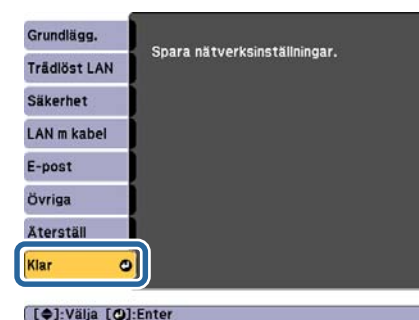 Grundlägg.
Trådlöst LAN
Säkerhet
LAN m kabel
E-post
Övriga
Återställ
Klar
Spara nätverksinställningar.
[◆]:Välja [⏎]:Enter